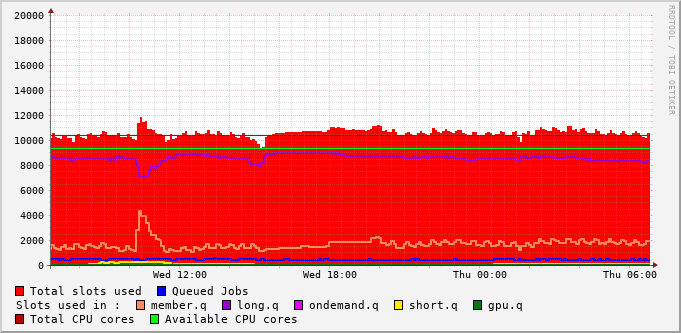 20000
18000
16000
14000
12000
10000
8000
6000
4000
2000
0
RRDTOOL / TOBI OETIKER
Wed 12:00 Wed 18:00 Thu 00:00 Thu 06:00
Total slots used Queued Jobs
Slots used in : member.q long.q ondemand.q short.q gpu.q
Total CPU cores Available CPU cores